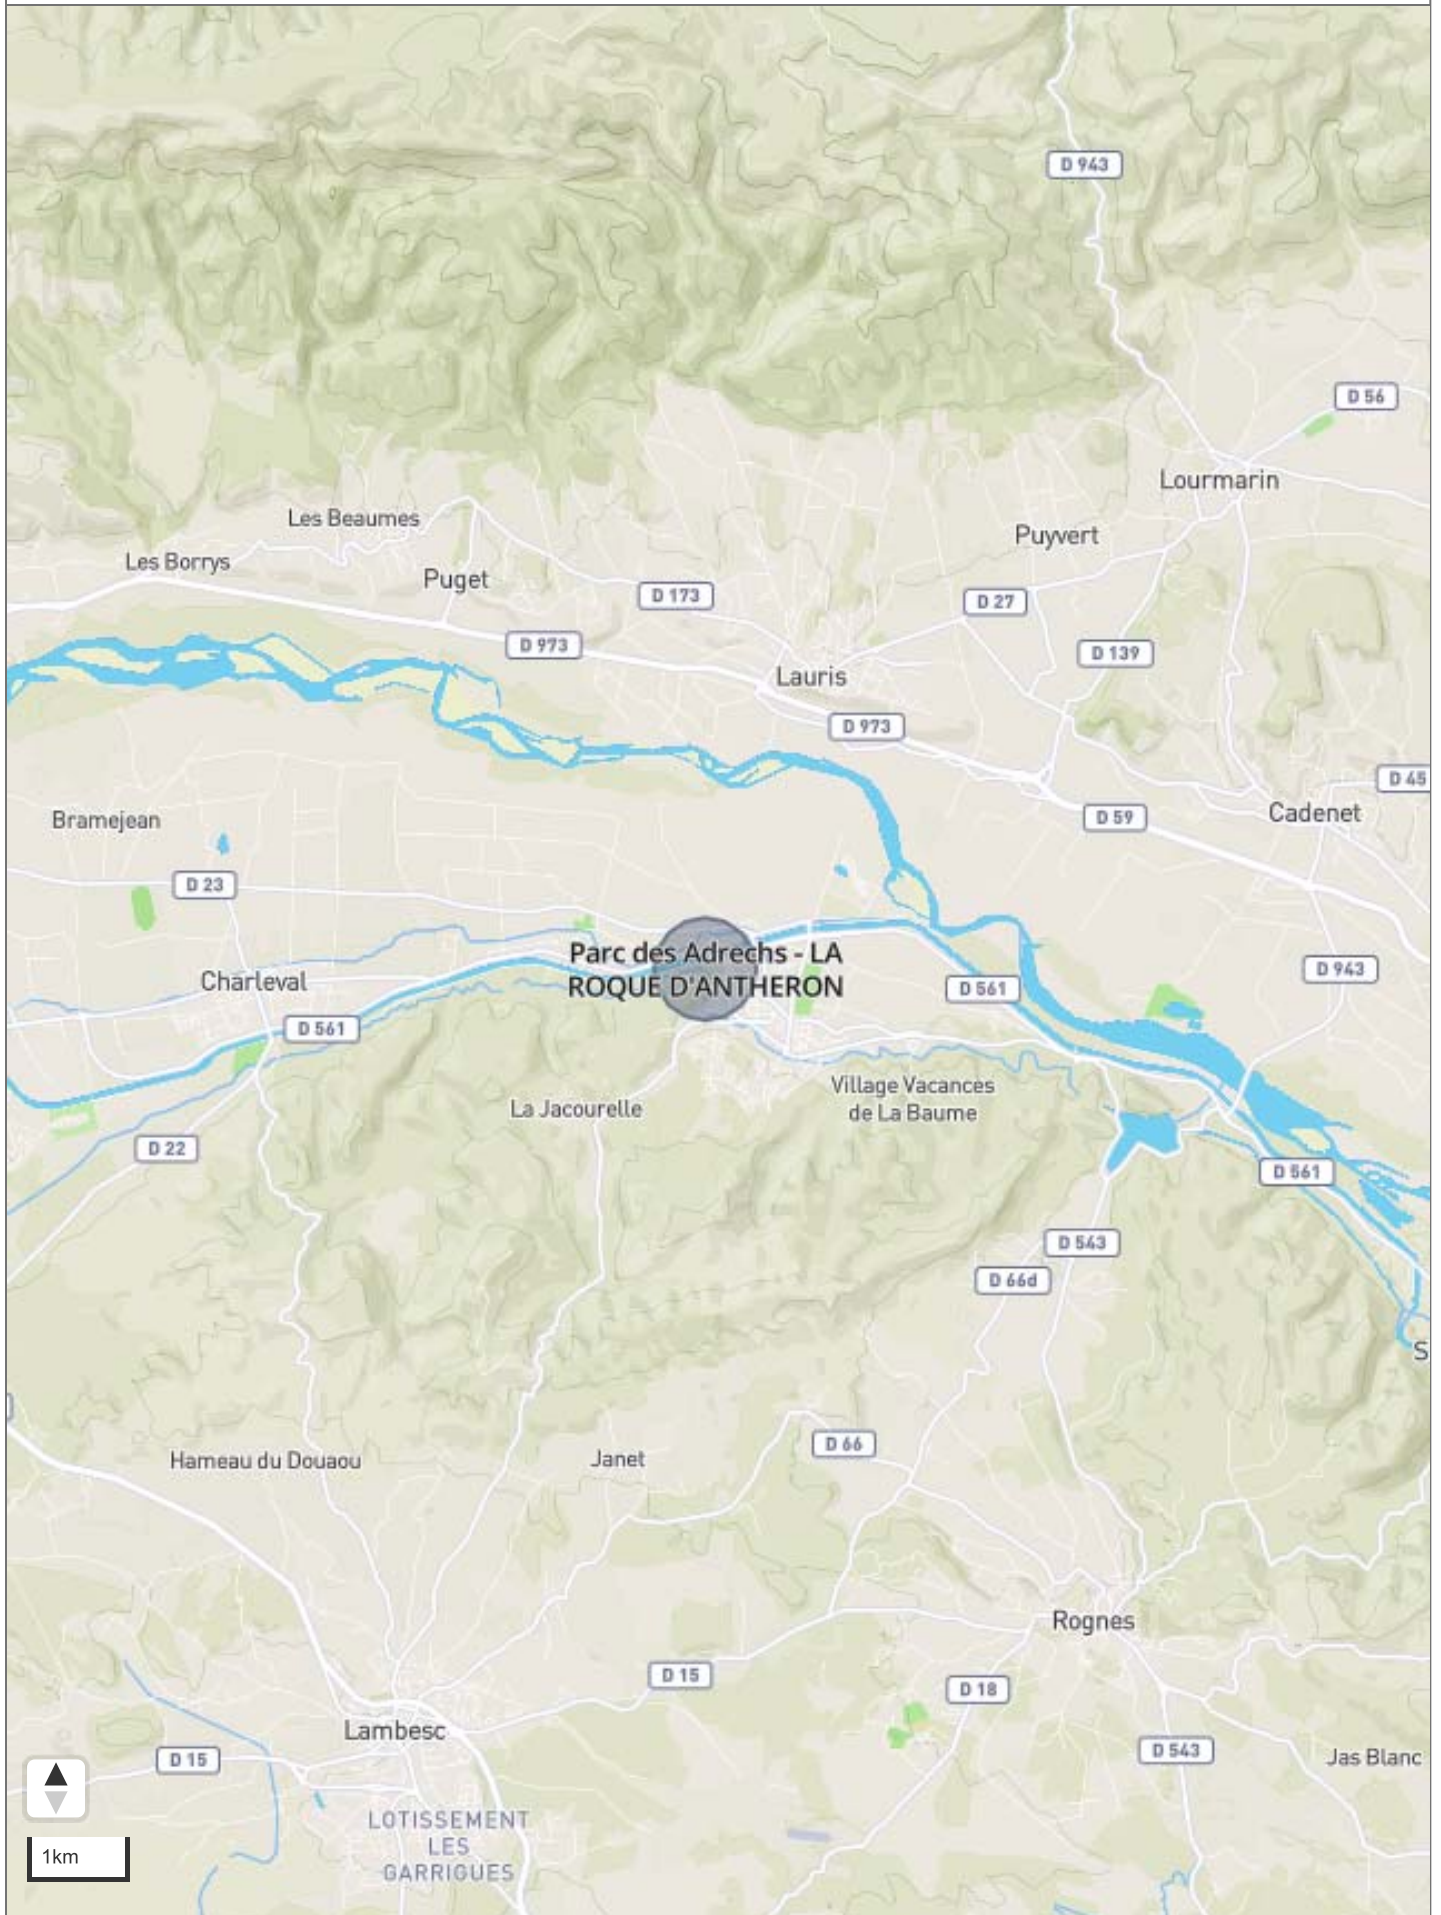 D 943
D 56
Lourmarin
Les Beaumes
Puyvert
Les Borrys
Puget
D 173
D 27
D 973
D 139
Lauris
D 973
D 45
Bramejean
D 59
Cadenet
D 23
Parc des Adrechs - LA
ROQUE D'ANTHERON
D 943
Charleval
D 561
D 561
Village Vacances
de La Baume
La Jacourelle
D 22
D 561
D 543
D 66d
S
D 66
Hameau du Douaou
Janet
Rognes
D 15
D 18
Lambesc
D 15
D 543
Jas Blanc
LOTISSEMENT
LES
GARRIGUES
1km